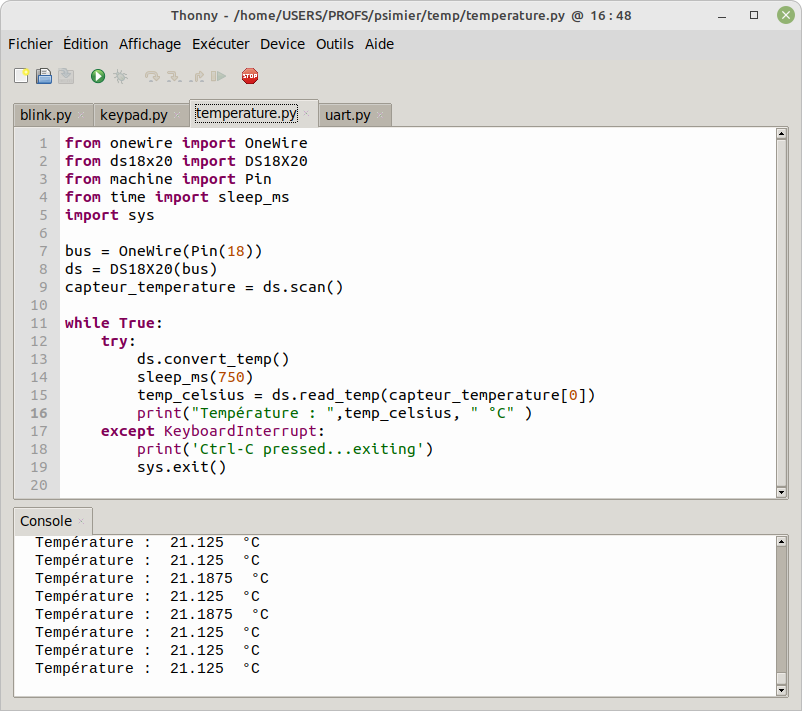 Thonny - /home/USERS/PROFS/psimier/temp/temperature.py @ 16 : 48
Fichier Édition Affichage Exécuter Device Outils Aide
STOP
blink.py keypad.py temperature.py uart.py
1 from onewire import OneWire
2 from ds18x20 import DS18X20
3 from machine import Pin
4 from time import sleep_ms
5 import sys
6
7 bus = OneWire(Pin(18))
8 ds = DS18X20(bus)
9 capteur_temperature = ds.scan()
10
11 while True:
12     try:
13         ds.convert_temp()
14         sleep_ms(750)
15         temp_celsius = ds.read_temp(capteur_temperature[0])
16         print("Température : ",temp_celsius, " °C" )
17     except KeyboardInterrupt:
18         print('Ctrl-C pressed...exiting')
19         sys.exit()
20
Console
Température :  21.125  °C
Température :  21.125  °C
Température :  21.1875  °C
Température :  21.125  °C
Température :  21.1875  °C
Température :  21.125  °C
Température :  21.125  °C
Température :  21.125  °C